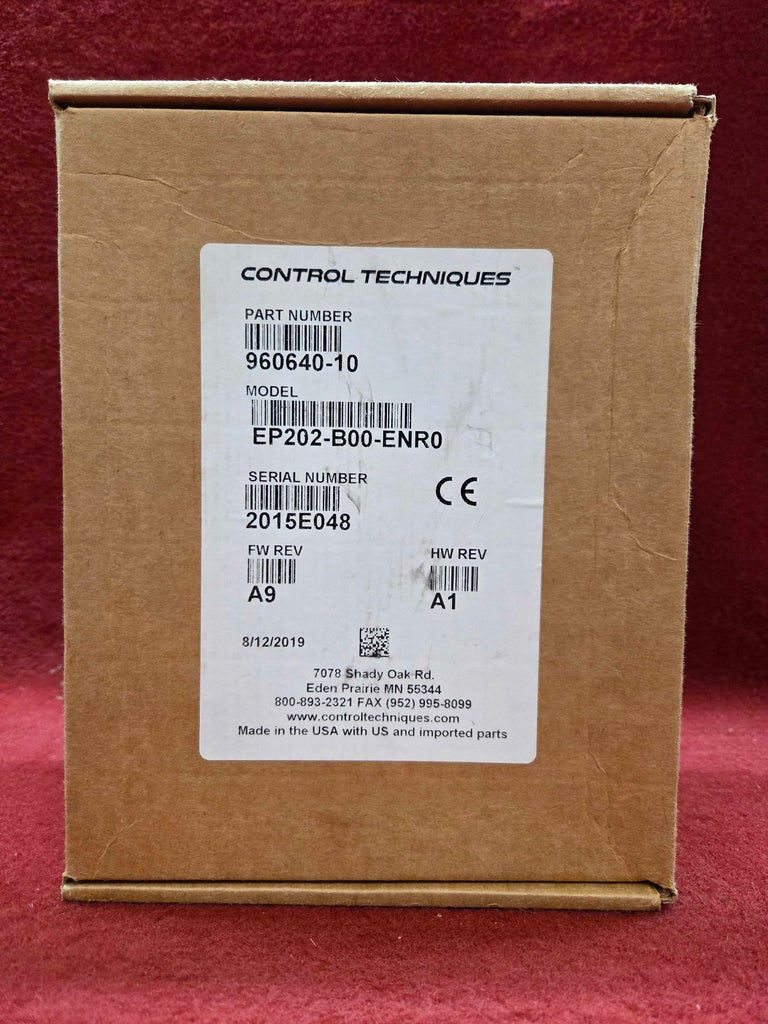 CONTROL TECHNIQUES™
PART NUMBER
960640-10
MODEL
EP202-B00-ENR0
SERIAL NUMBER
2015E048
CE
FW REV HW REV
A9 A1
8/12/2019
7078 Shady Oak Rd.
Eden Prairie MN 55344
800-893-2321 FAX (952) 995-8099
www.controltechniques.com
Made in the USA with US and imported parts